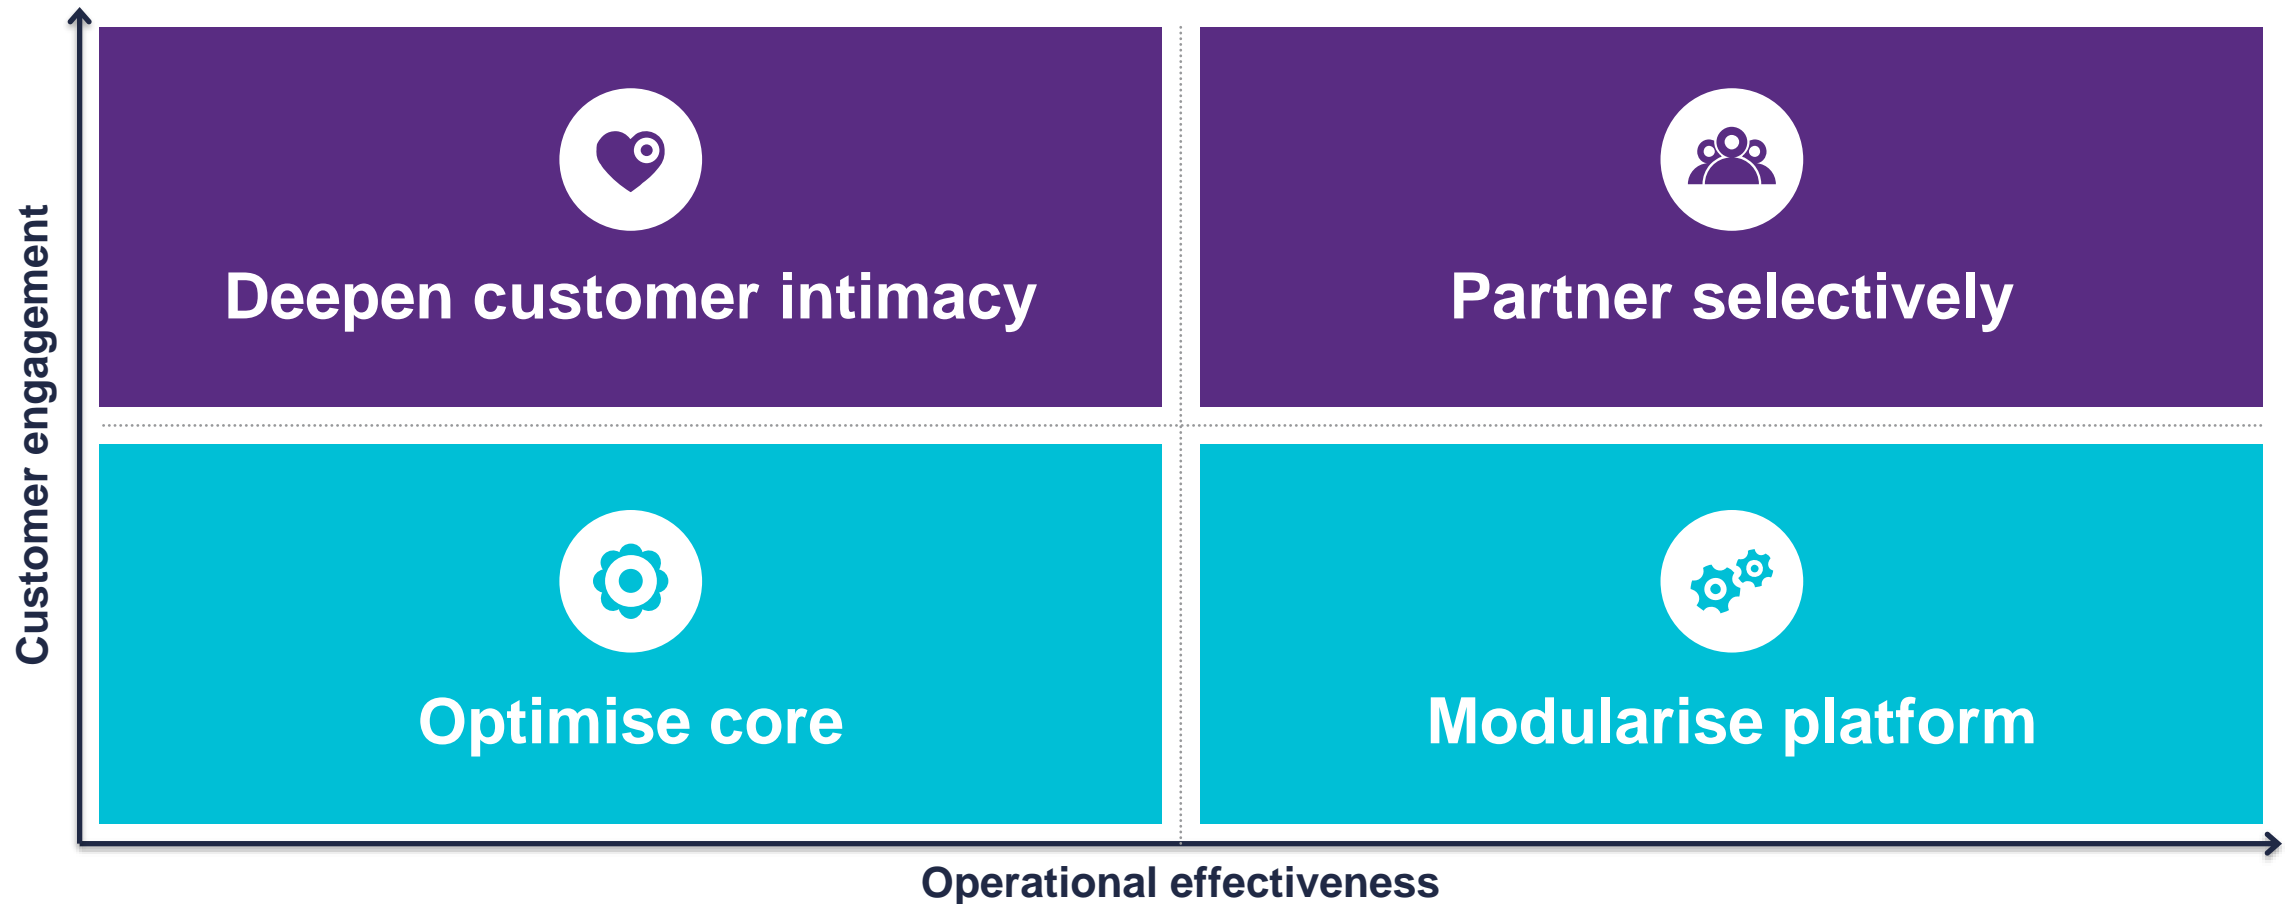 Customer engagement
Deepen customer intimacy
Partner selectively
Optimise core
Modularise platform
Operational effectiveness